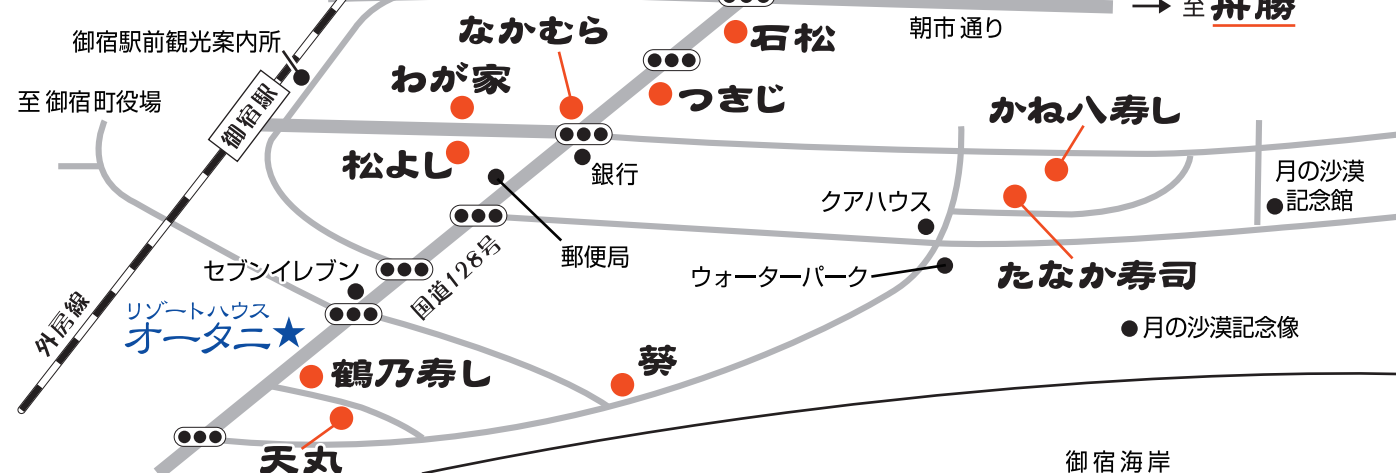 至 舟勝
なかむら
石松
朝市通り
御宿駅前観光案内所
わが家
つきじ
至 御宿町役場
御宿駅
かね八寿し
松よし
銀行
月の沙漠
記念館
クアハウス
郵便局
国道128号
セブンイレブン
ウォーターパーク
たなか寿司
リゾートハウス
オータニ★
外房線
月の沙漠記念像
葵
鶴乃寿し
天丸
御宿海岸